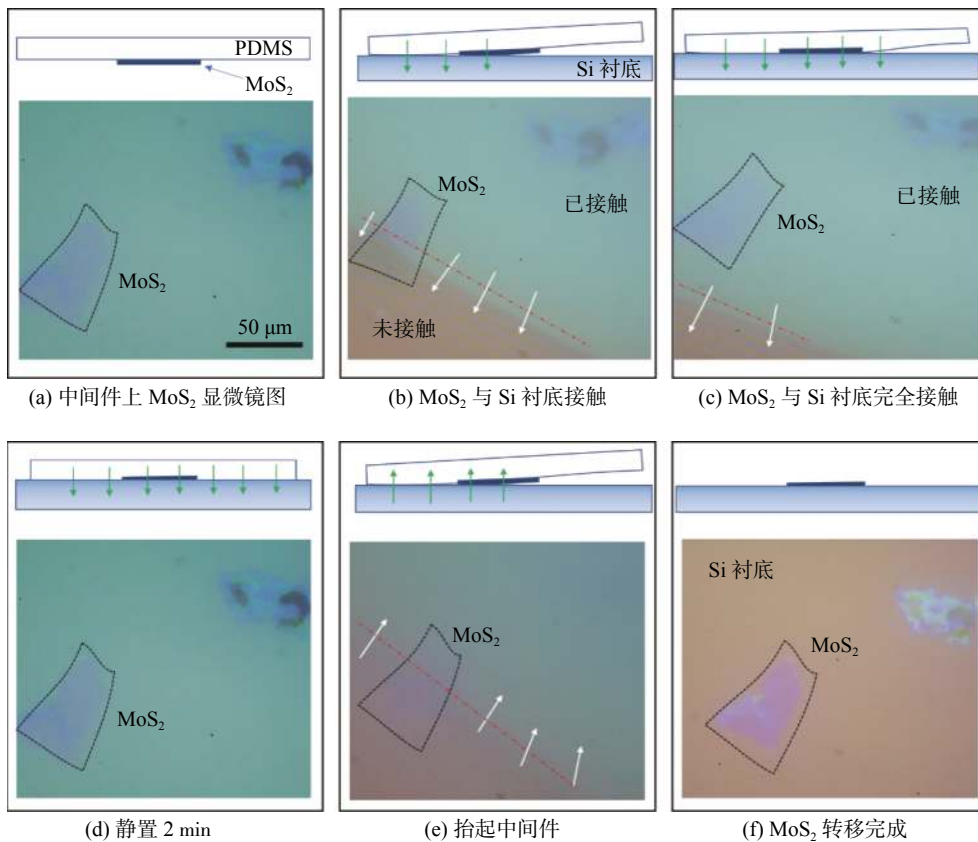 PDMS
MoS₂
MoS₂
50 μm
(a) 中间件上 MoS₂ 显微镜图
Si 衬底
MoS₂
已接触
未接触
(b) MoS₂ 与 Si 衬底接触
MoS₂
已接触
(c) MoS₂ 与 Si 衬底完全接触
MoS₂
(d) 静置 2 min
MoS₂
(e) 抬起中间件
Si 衬底
MoS₂
(f) MoS₂ 转移完成